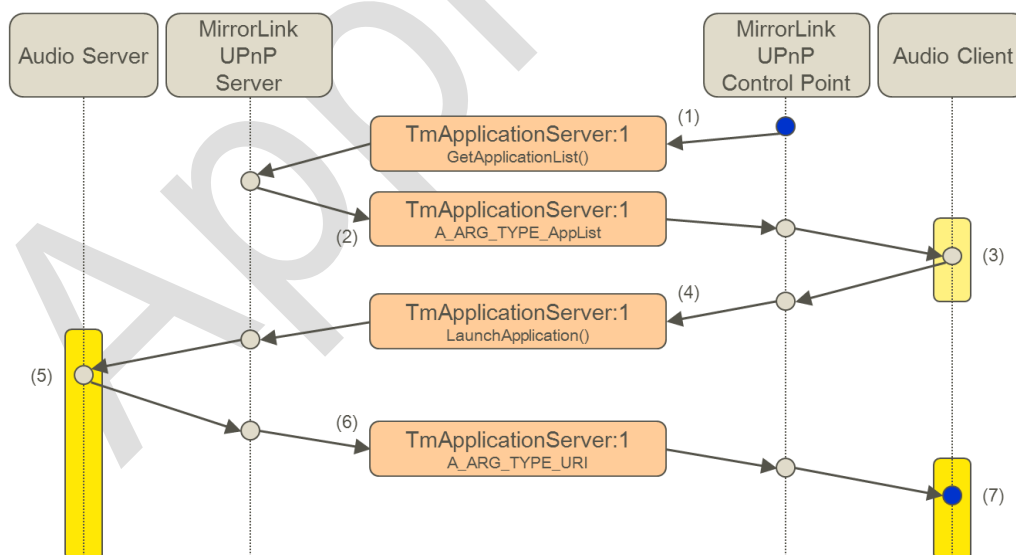 Audio Server
MirrorLink
UPnP
Server
MirrorLink
UPnP
Control Point
Audio Client
(1)
TmApplicationServer:1
GetApplicationList()
(2)
TmApplicationServer:1
A_ARG_TYPE_AppList
(3)
(4)
TmApplicationServer:1
LaunchApplication()
(5)
(6)
TmApplicationServer:1
A_ARG_TYPE_URI
(7)